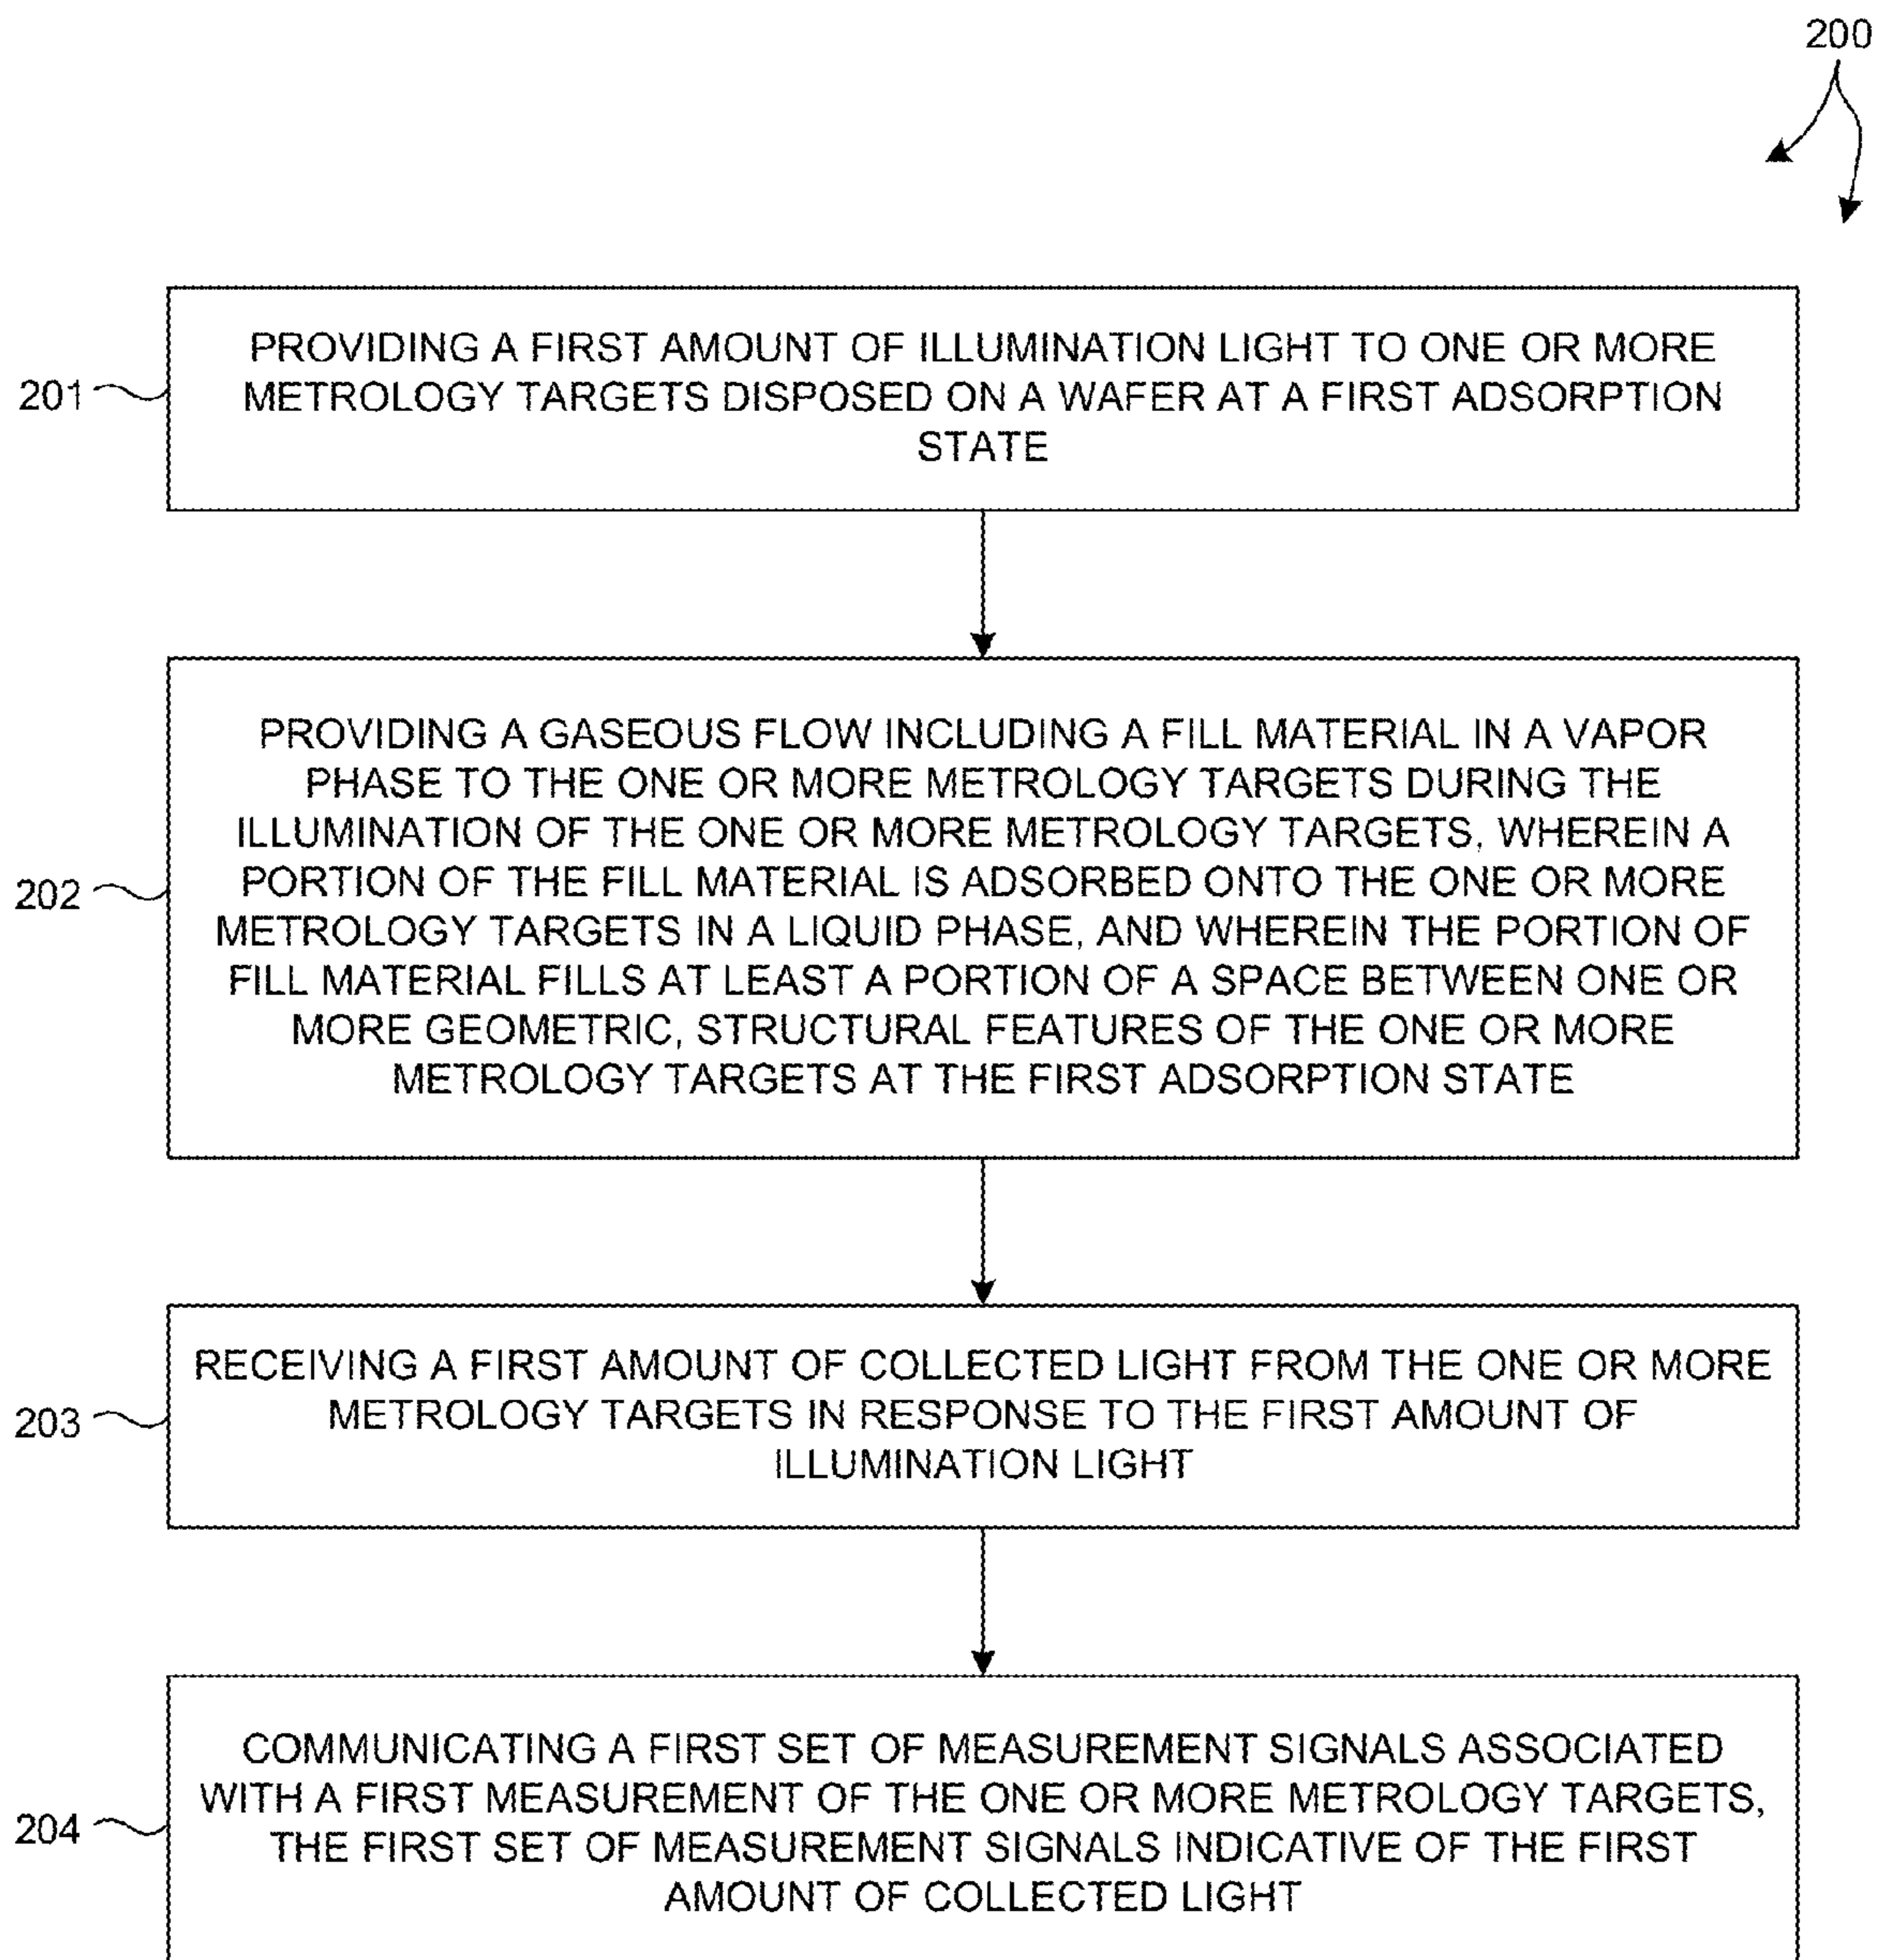 200
201
PROVIDING A FIRST AMOUNT OF ILLUMINATION LIGHT TO ONE OR MORE
METROLOGY TARGETS DISPOSED ON A WAFER AT A FIRST ADSORPTION
STATE
202
PROVIDING A GASEOUS FLOW INCLUDING A FILL MATERIAL IN A VAPOR
PHASE TO THE ONE OR MORE METROLOGY TARGETS DURING THE
ILLUMINATION OF THE ONE OR MORE METROLOGY TARGETS, WHEREIN A
PORTION OF THE FILL MATERIAL IS ADSORBED ONTO THE ONE OR MORE
METROLOGY TARGETS IN A LIQUID PHASE, AND WHEREIN THE PORTION OF
FILL MATERIAL FILLS AT LEAST A PORTION OF A SPACE BETWEEN ONE OR
MORE GEOMETRIC, STRUCTURAL FEATURES OF THE ONE OR MORE
METROLOGY TARGETS AT THE FIRST ADSORPTION STATE
203
RECEIVING A FIRST AMOUNT OF COLLECTED LIGHT FROM THE ONE OR MORE
METROLOGY TARGETS IN RESPONSE TO THE FIRST AMOUNT OF
ILLUMINATION LIGHT
204
COMMUNICATING A FIRST SET OF MEASUREMENT SIGNALS ASSOCIATED
WITH A FIRST MEASUREMENT OF THE ONE OR MORE METROLOGY TARGETS,
THE FIRST SET OF MEASUREMENT SIGNALS INDICATIVE OF THE FIRST
AMOUNT OF COLLECTED LIGHT